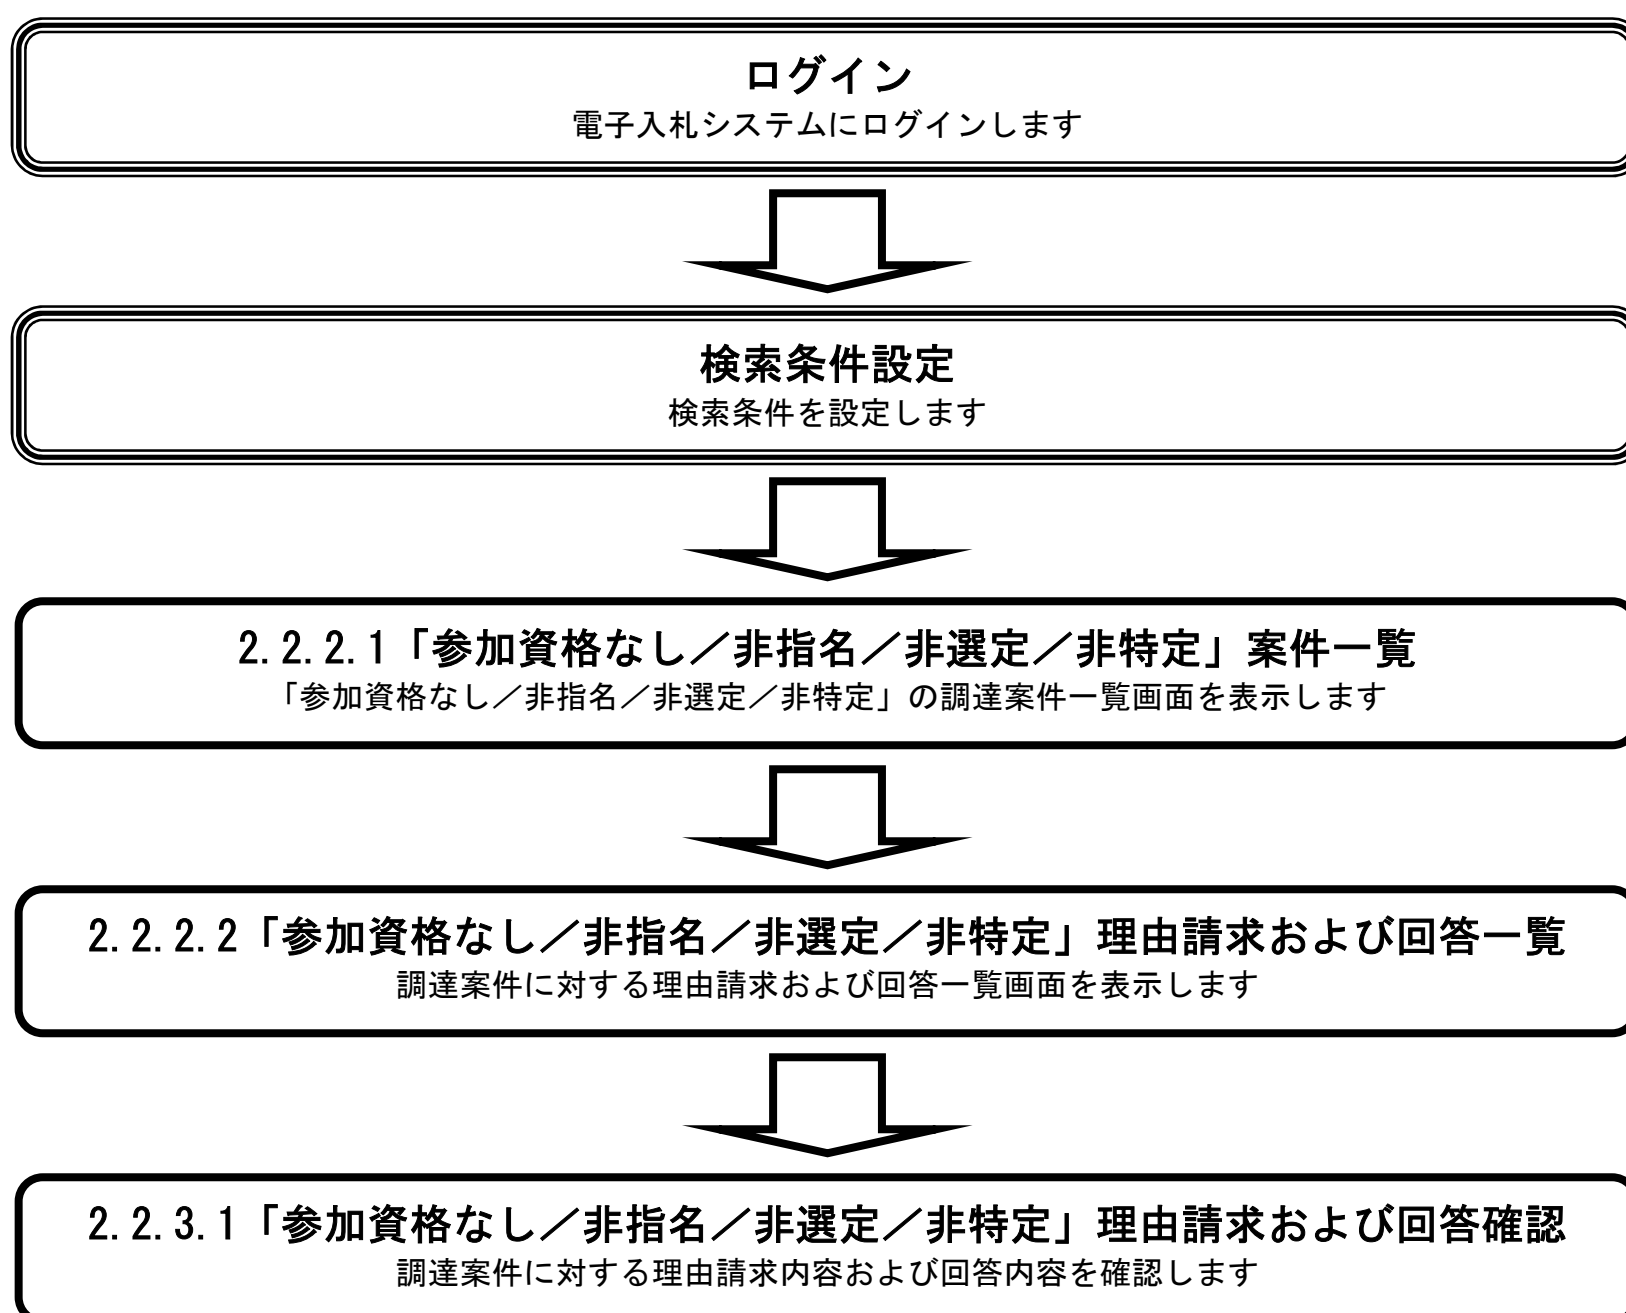 ログイン
電子入札システムにログインします
検索条件設定
検索条件を設定します
2.2.2.1「参加資格なし／非指名／非選定／非特定」案件一覧
「参加資格なし／非指名／非選定／非特定」の調達案件一覧画面を表示します
2.2.2.2「参加資格なし／非指名／非選定／非特定」理由請求および回答一覧
調達案件に対する理由請求および回答一覧画面を表示します
2.2.3.1「参加資格なし／非指名／非選定／非特定」理由請求および回答確認
調達案件に対する理由請求内容および回答内容を確認します